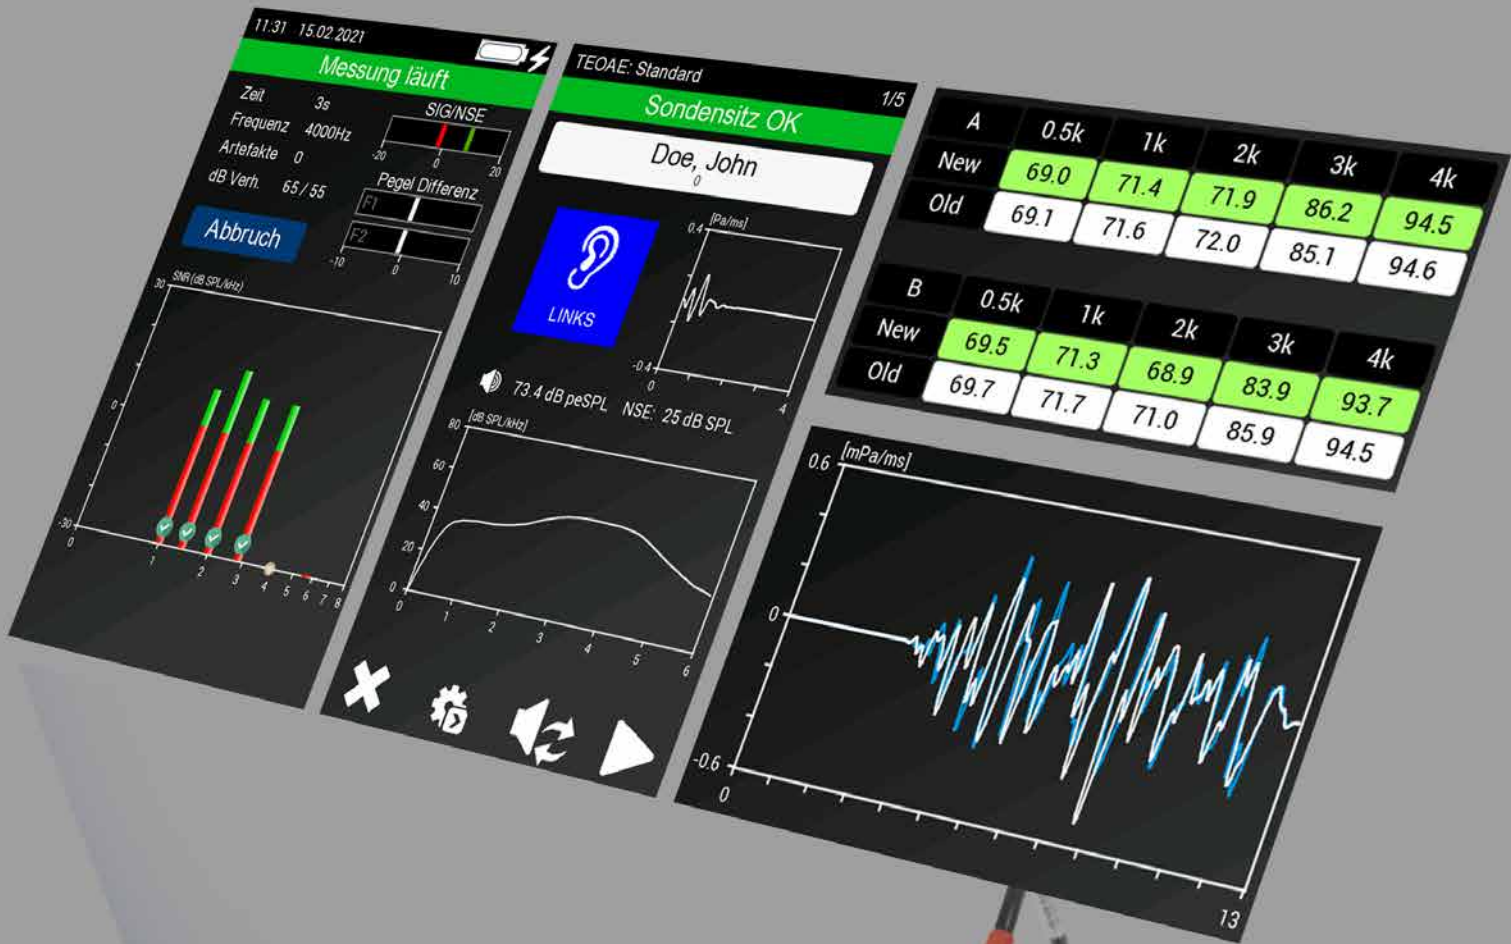 11:31 15.02.2021
Messung läuft
Zeit 3s
Frequenz 4000Hz
Artefakte 0
dB Verh. 65 / 55
SIG/NSE
-20 0 20
Pegel Differenz
F1
F2
-10 0 10
Abbruch
SNR (dB SPL/kHz)
30
0
-30
0 1 2 3 4 5 6 7 8
TEOAE: Standard 1/5
Sondensitz OK
Doe, John
0
LINKS
[Pa/ms]
0.4
-0.4
0 4
73.4 dB peSPL NSE: 25 dB SPL
[dB SPL/kHz]
80
60
40
20
0
0 1 2 3 4 5 6
A 0.5k 1k 2k 3k 4k
New 69.0 71.4 71.9 86.2 94.5
Old 69.1 71.6 72.0 85.1 94.6
B 0.5k 1k 2k 3k 4k
New 69.5 71.3 68.9 83.9 93.7
Old 69.7 71.7 71.0 85.9 94.5
[mPa/ms]
0.6
0
-0.6
0 13